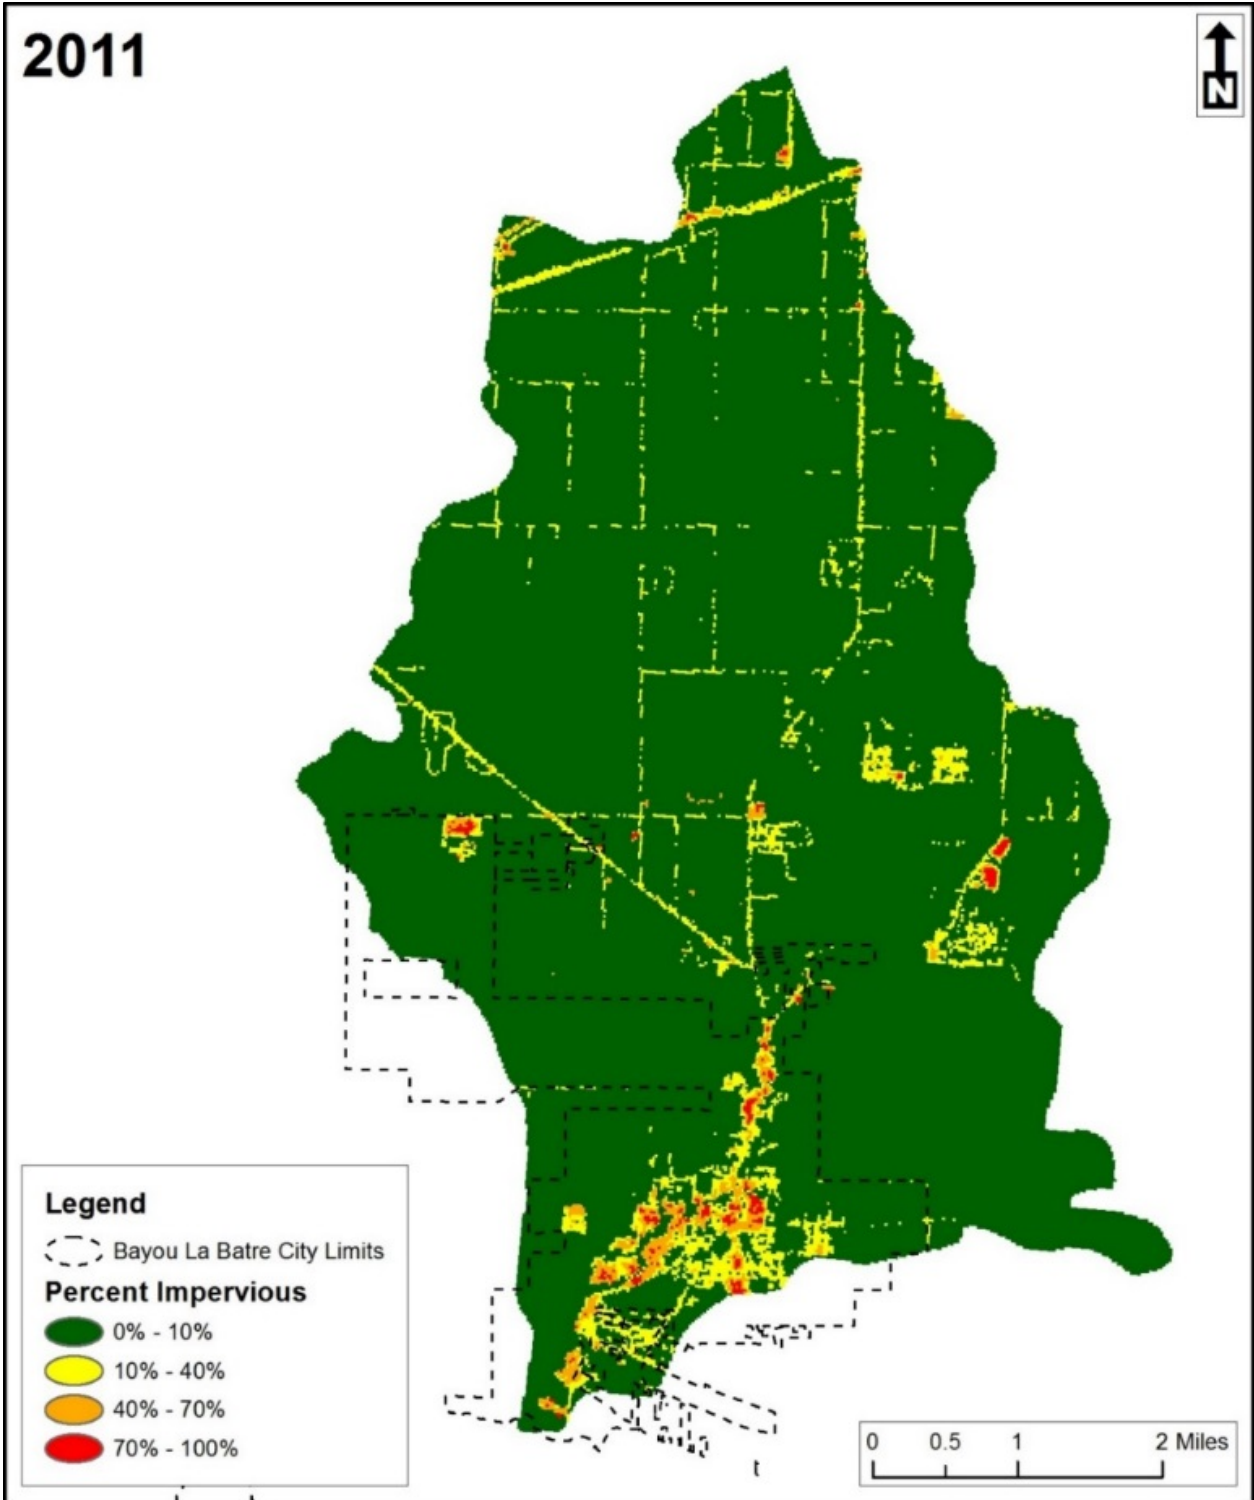 2011
N
Legend
Bayou La Batre City Limits
Percent Impervious
0% - 10%
10% - 40%
40% - 70%
70% - 100%
0 0.5 1 2 Miles
t